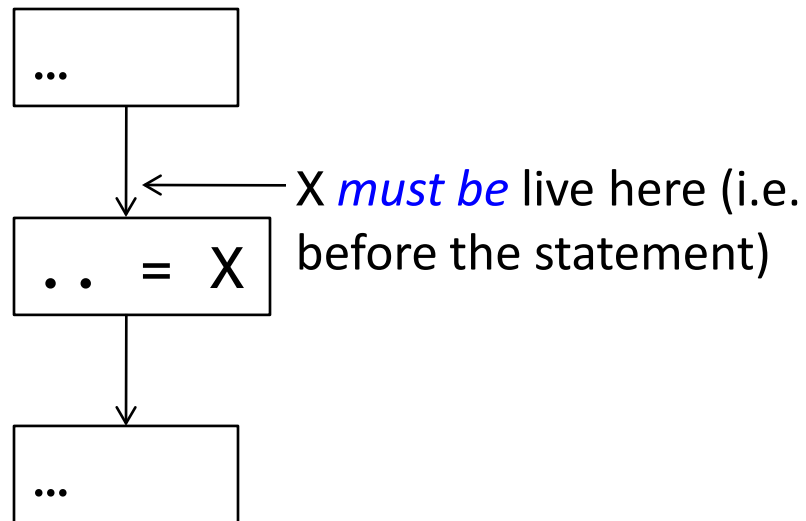 ...
X must be live here (i.e.
before the statement)
.. = X
...